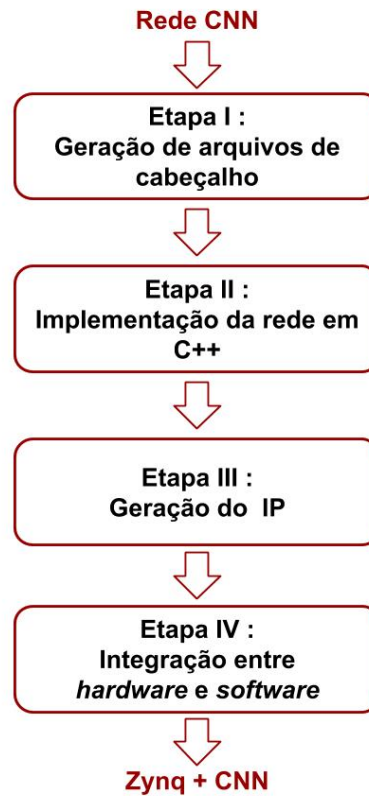 Rede CNN
Etapa I :
Geração de arquivos de
cabeçalho
Etapa II :
Implementação da rede em
C++
Etapa III :
Geração do IP
Etapa IV :
Integração entre
hardware e software
Zynq + CNN